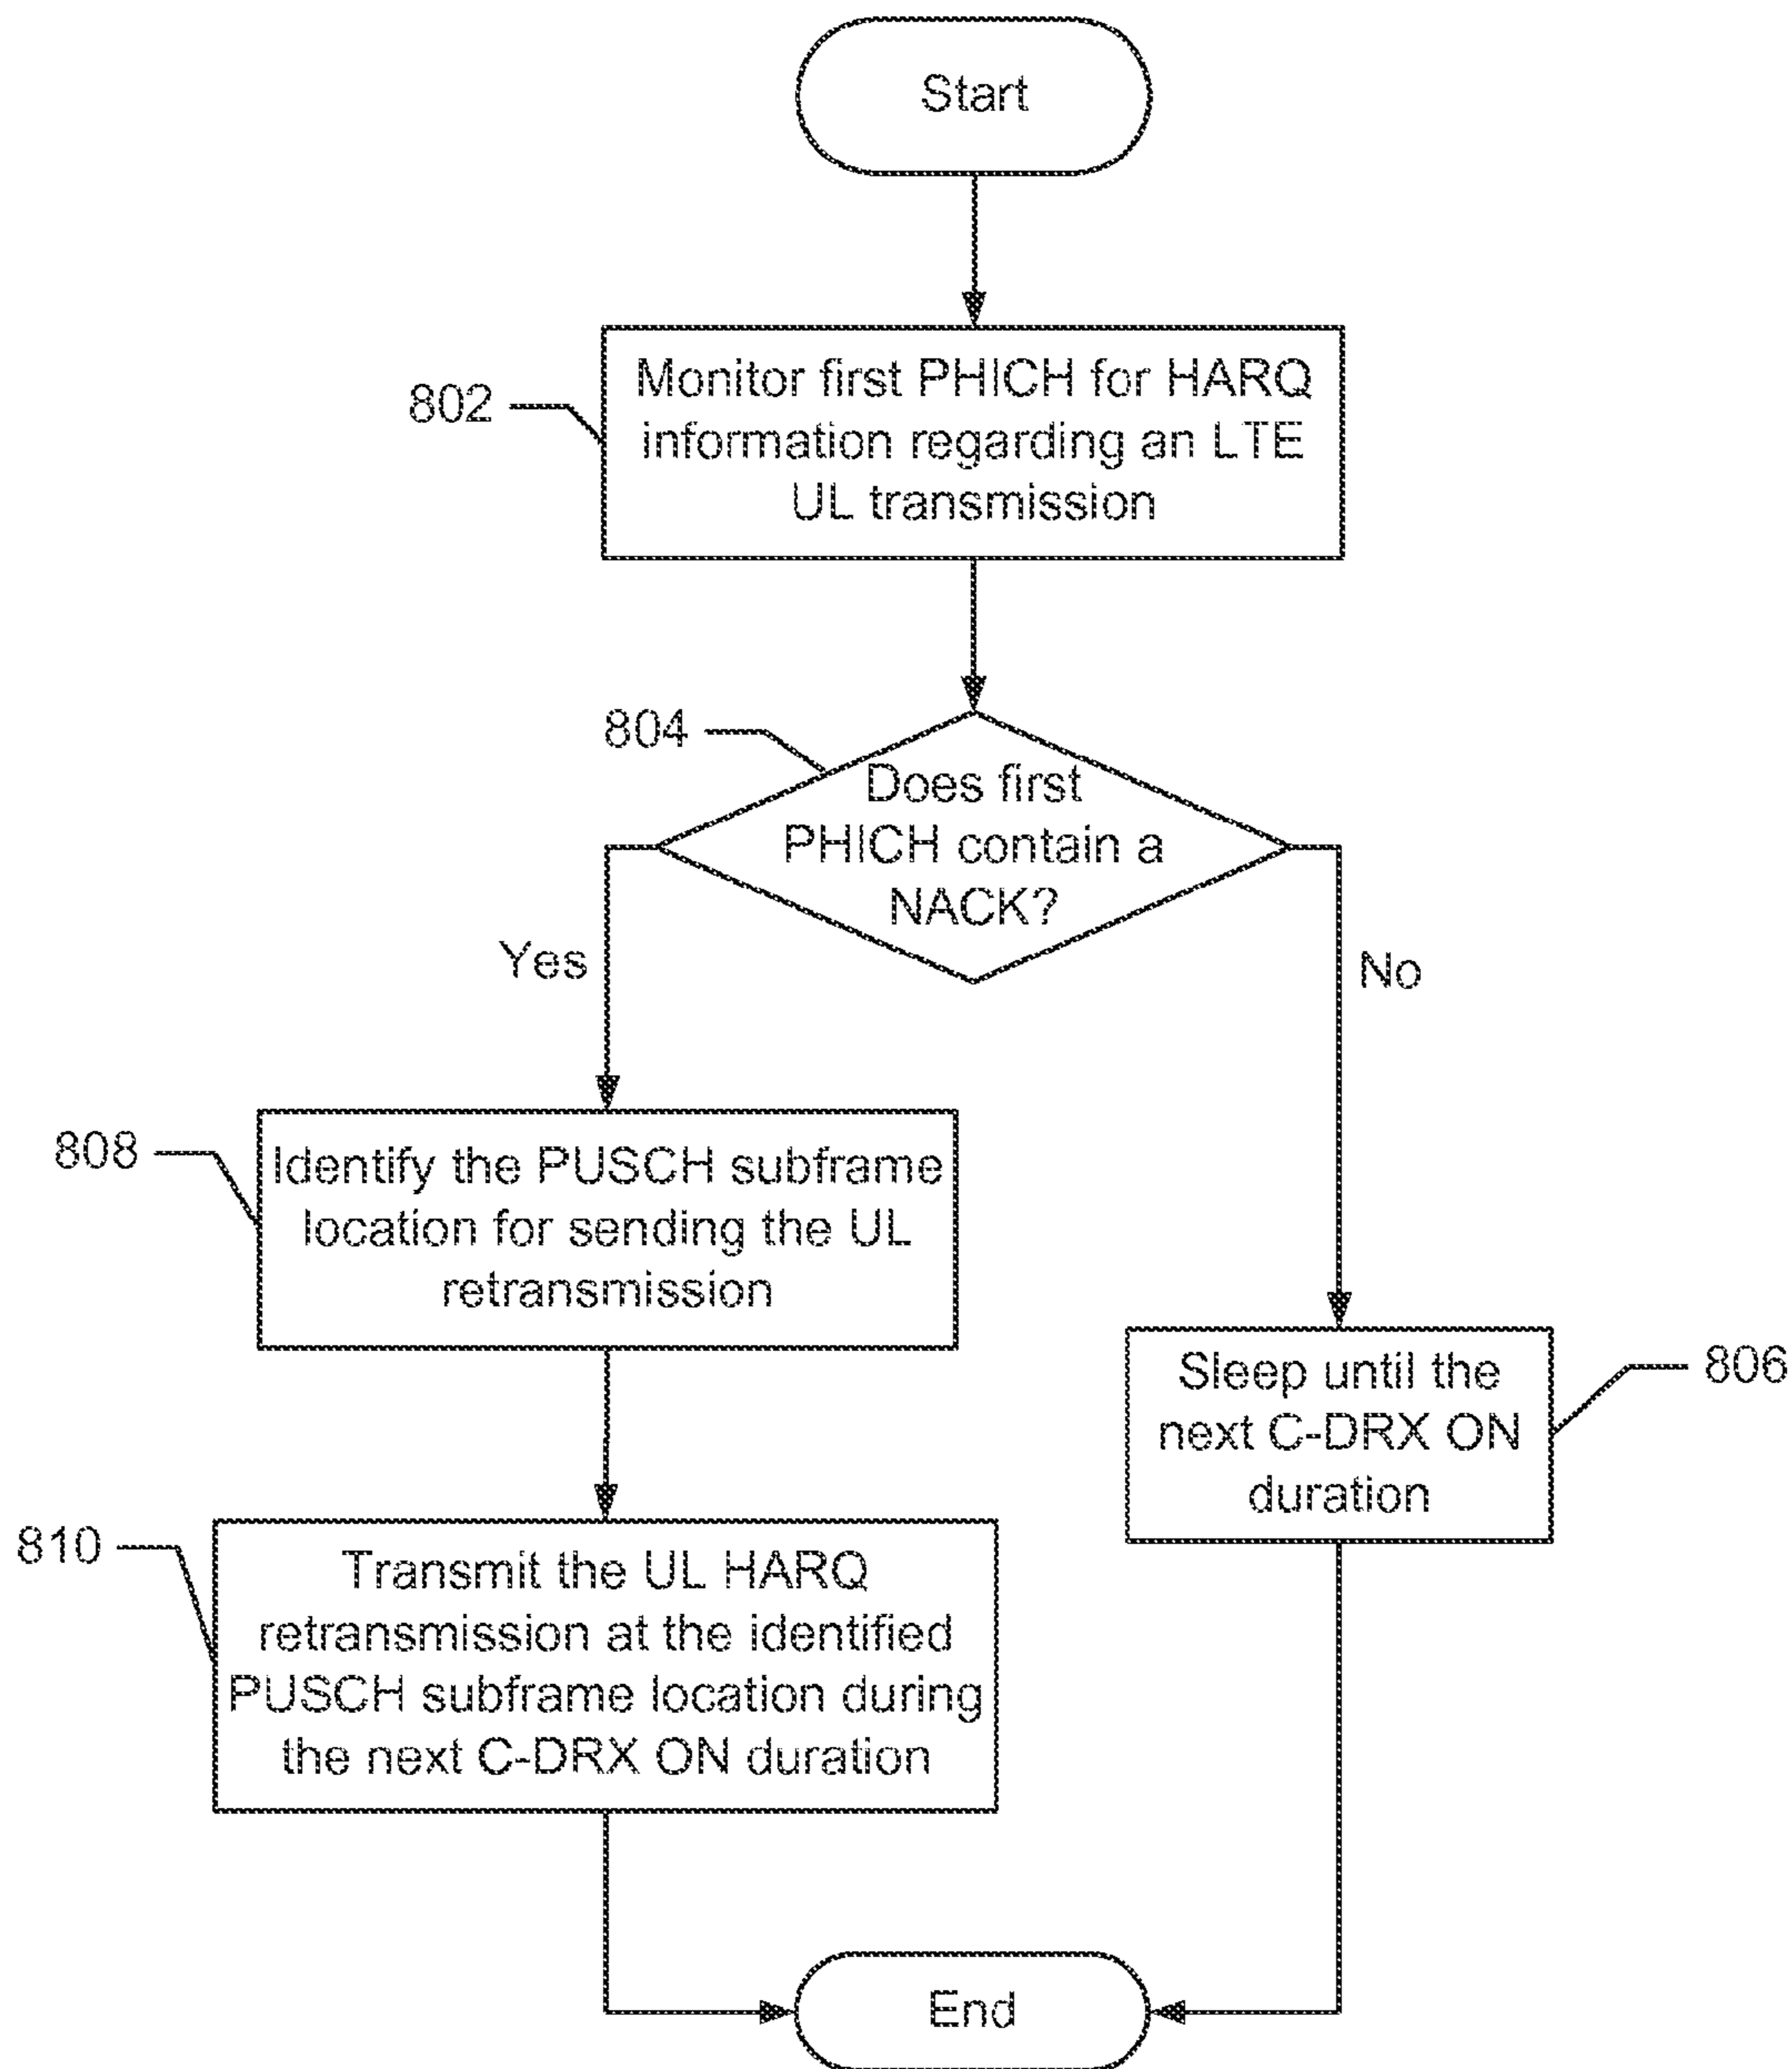 Start
802
Monitor first PHICH for HARQ
information regarding an LTE
UL transmission
804
Does first
PHICH contain a
NACK?
Yes
No
808
Identify the PUSCH subframe
location for sending the UL
retransmission
Sleep until the
next C-DRX ON
duration
806
810
Transmit the UL HARQ
retransmission at the identified
PUSCH subframe location during
the next C-DRX ON duration
End